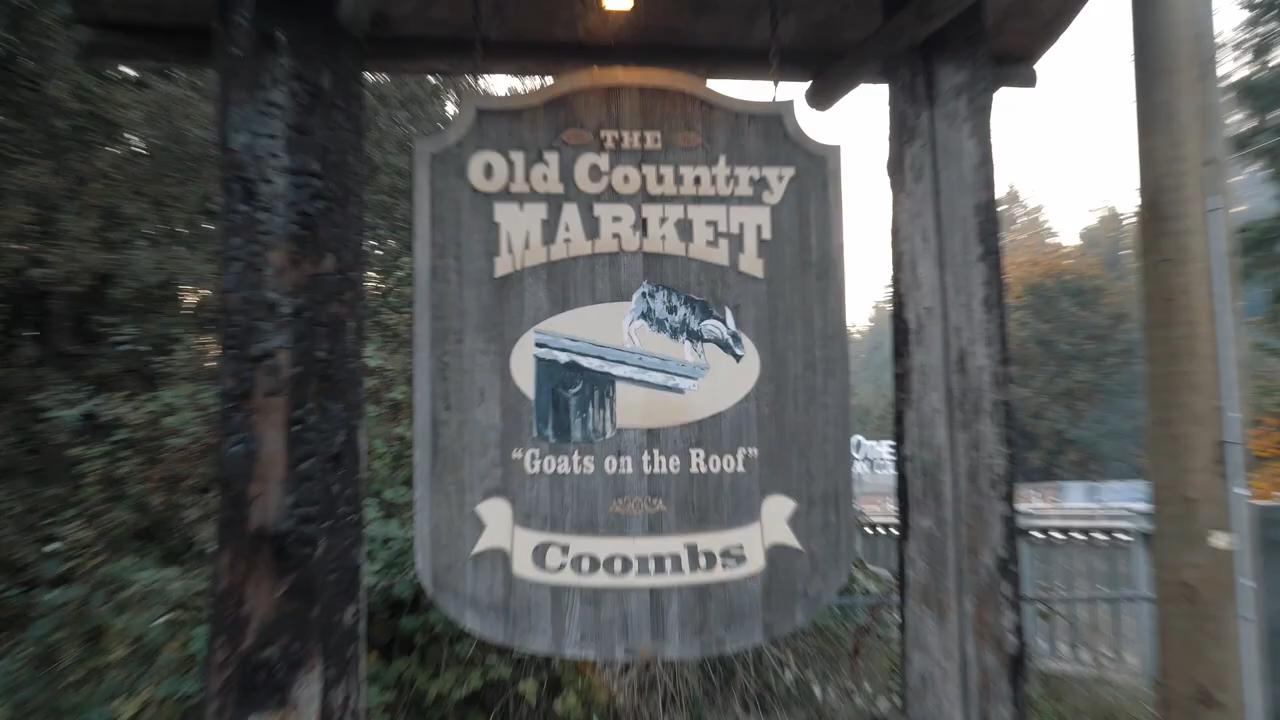 THE
Old Country
MARKET
“Goats on the Roof”
Coombs